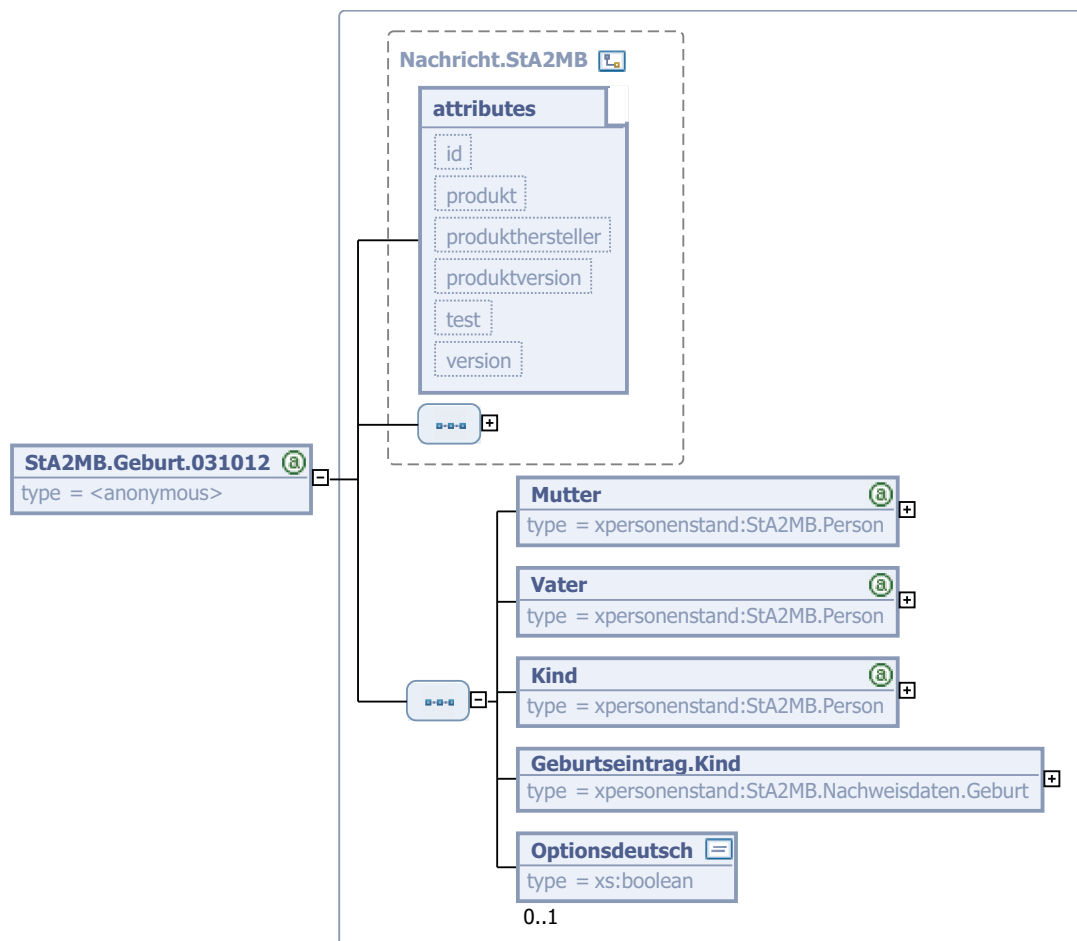 Nachricht.StA2MB
attributes
id
produkt
produkthersteller
produktversion
test
version
StA2MB.Geburt.031012
type = <anonymous>
Mutter
type = xpersonenstand:StA2MB.Person
Vater
type = xpersonenstand:StA2MB.Person
Kind
type = xpersonenstand:StA2MB.Person
Geburtseintrag.Kind
type = xpersonenstand:StA2MB.Nachweisdaten.Geburt
Optionsdeutsch
type = xs:boolean
0..1